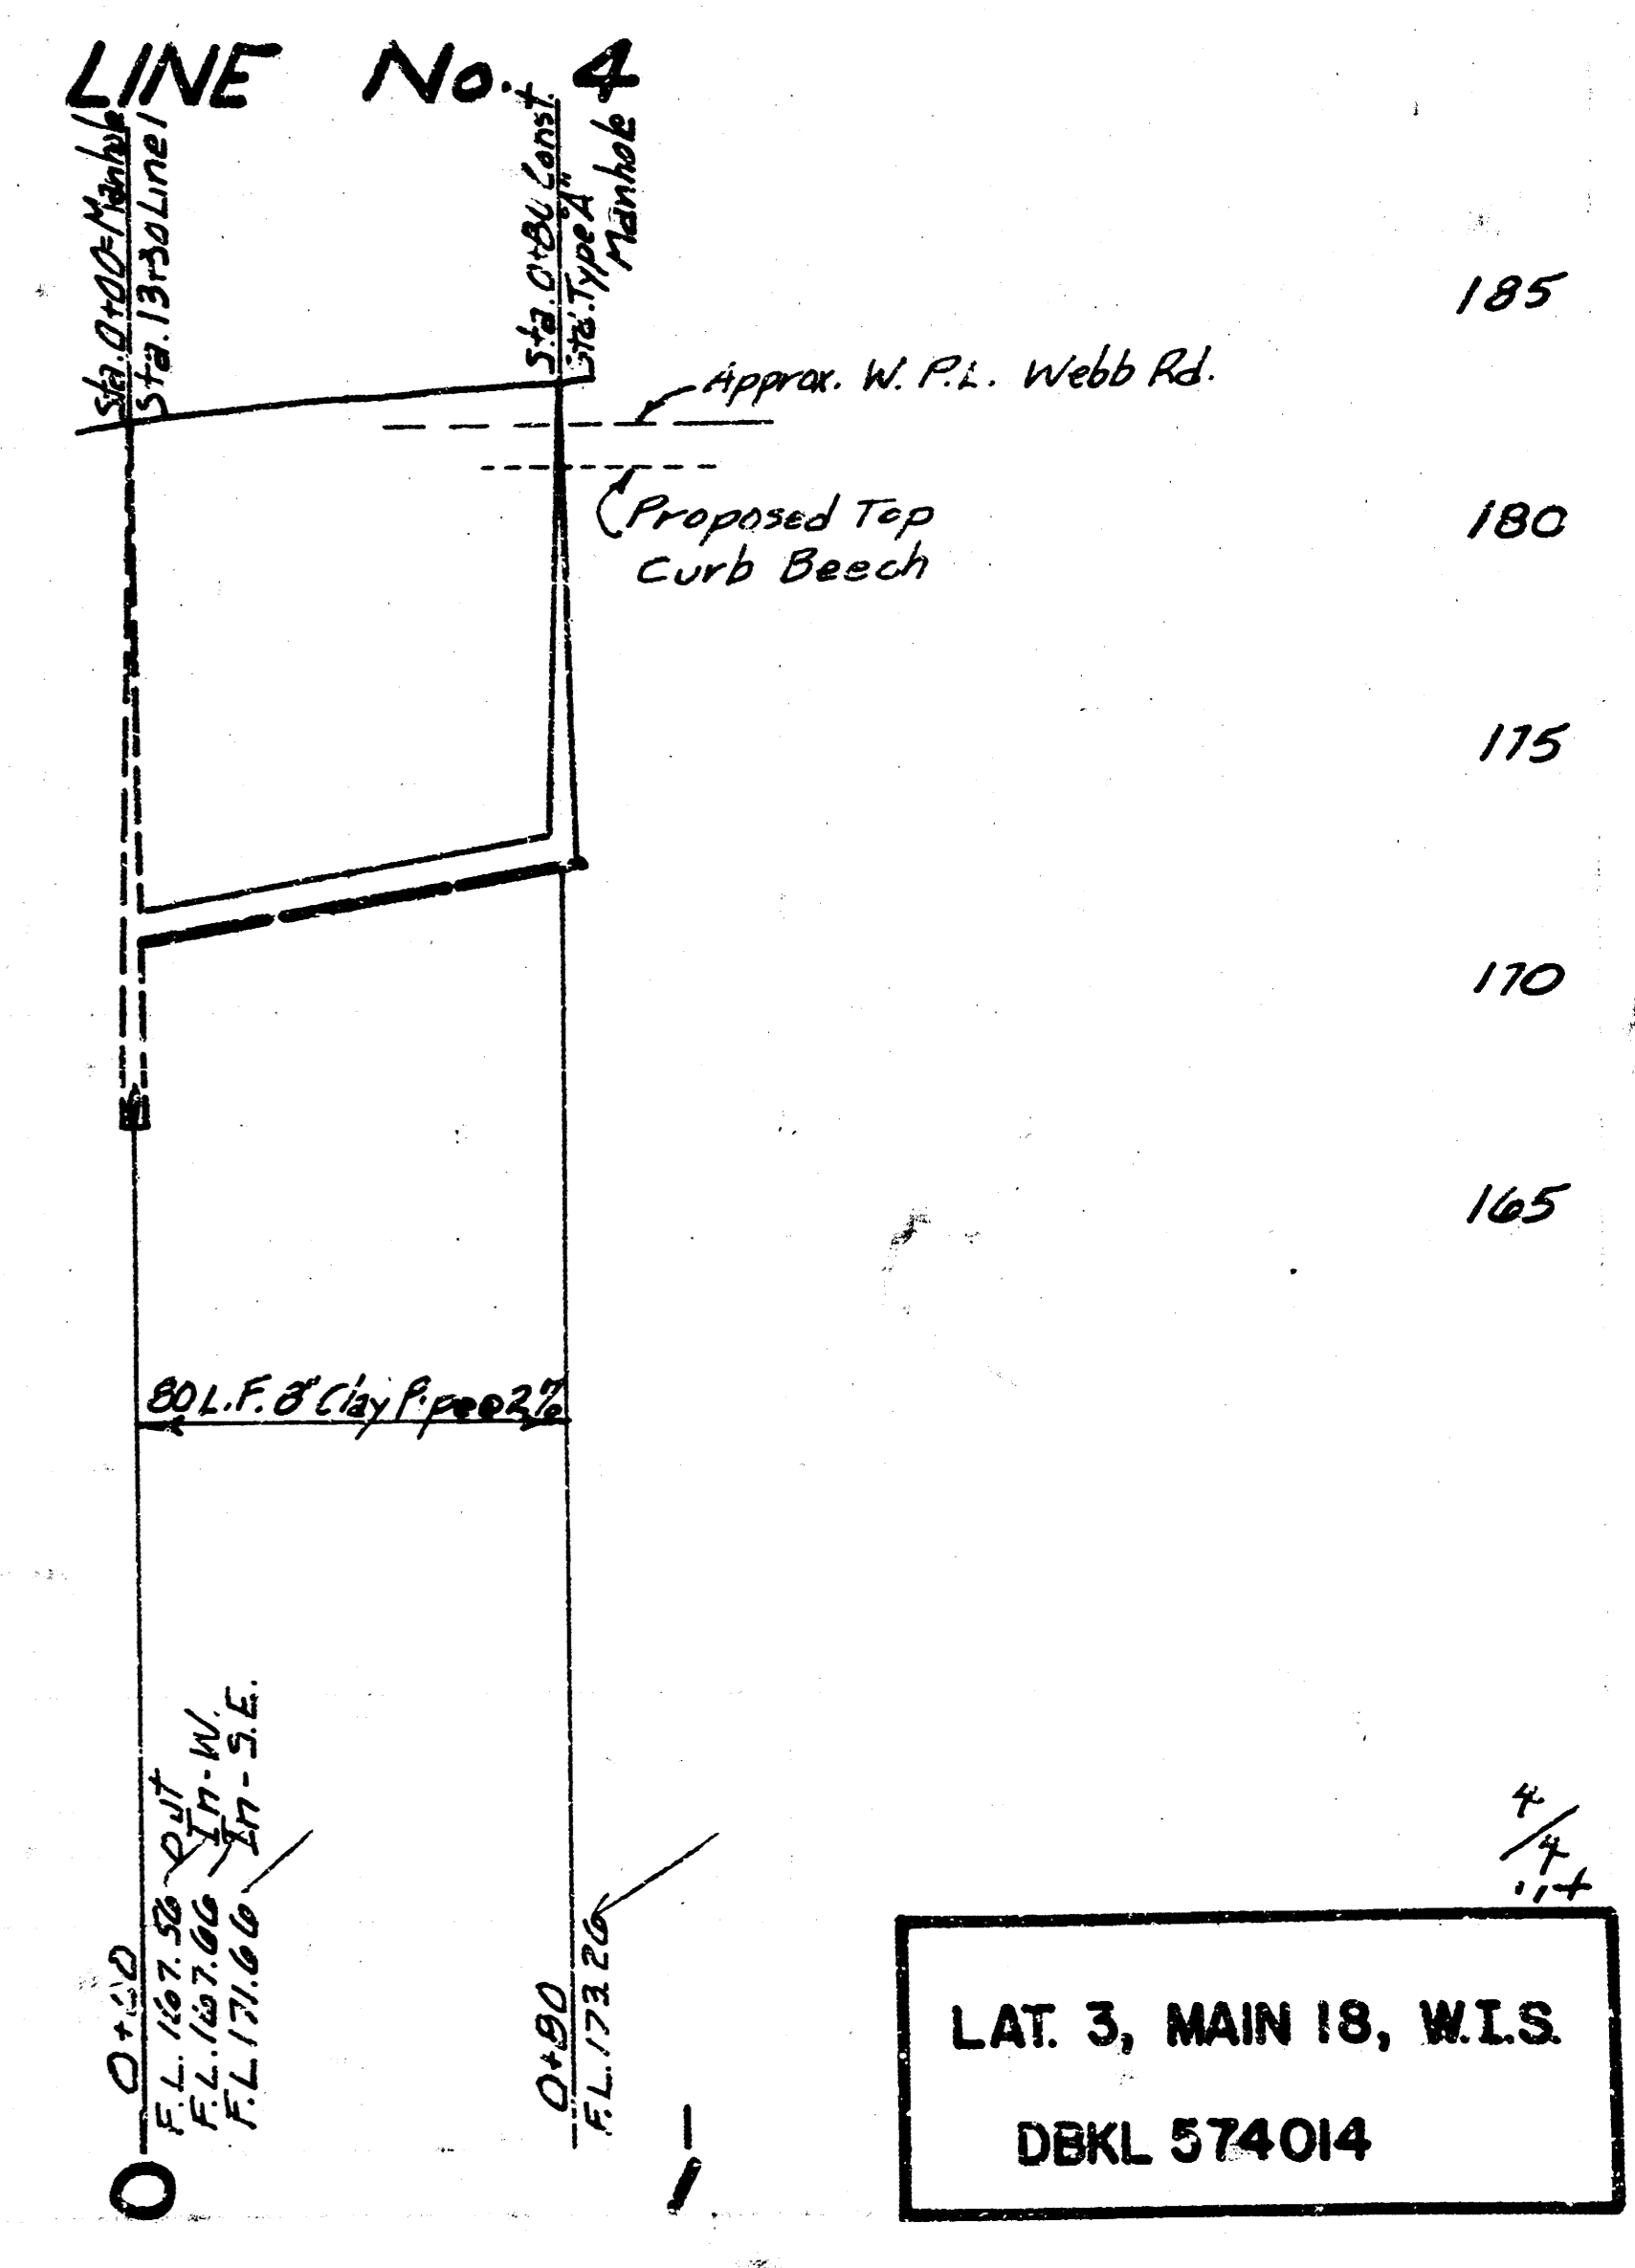 LINE No. 4
Sta. 0+00=Manhole
Sta. 13+30 Line 1
Sta. 0+80 Const.
Std. Type "A"
Manhole
185
Approx. W. P.L. Webb Rd.
180
Proposed Top
Curb Beech
175
170
165
80 L.F. 8" Clay Pipe @ 2%
0+00
F.L. 167.56 Out
F.L. 167.66 In-W.
F.L. 171.66 In-S.E.
0+80
F.L. 173.26
0
1
4/4
LAT. 3, MAIN 18, W.I.S.
DBKL 574014